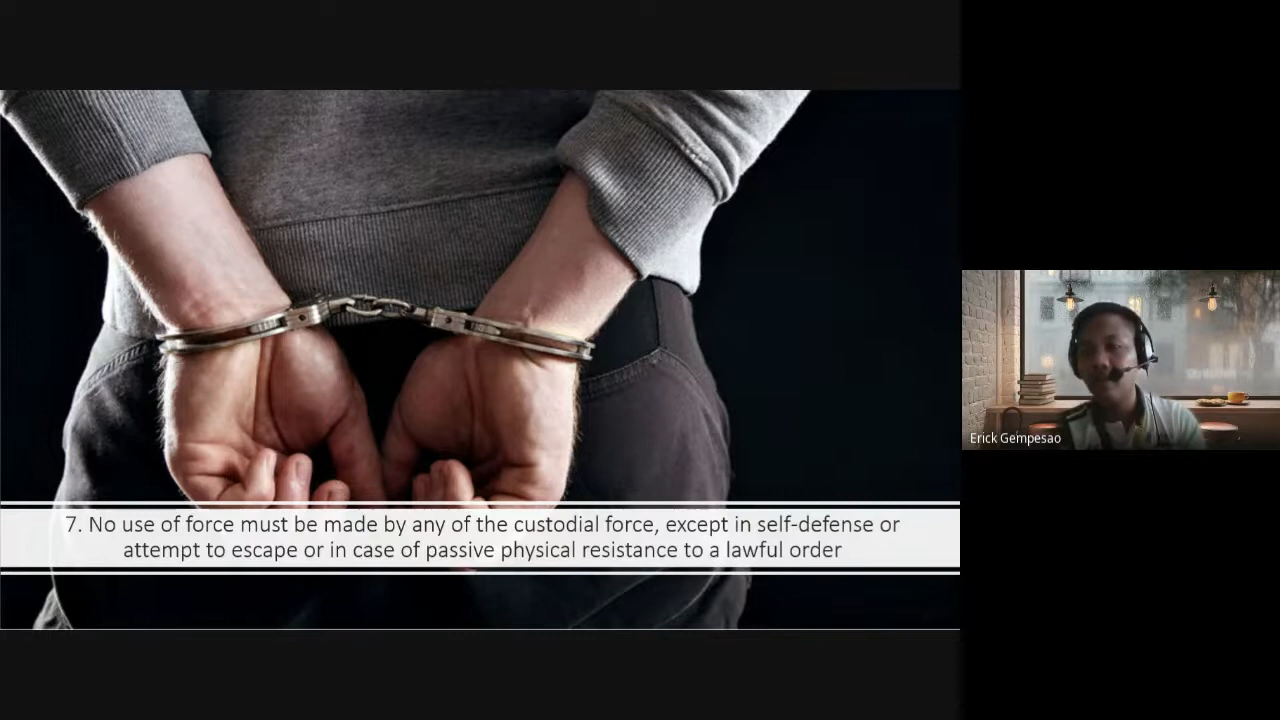 7. No use of force must be made by any of the custodial force, except in self-defense or
attempt to escape or in case of passive physical resistance to a lawful order
Erick Gempesao